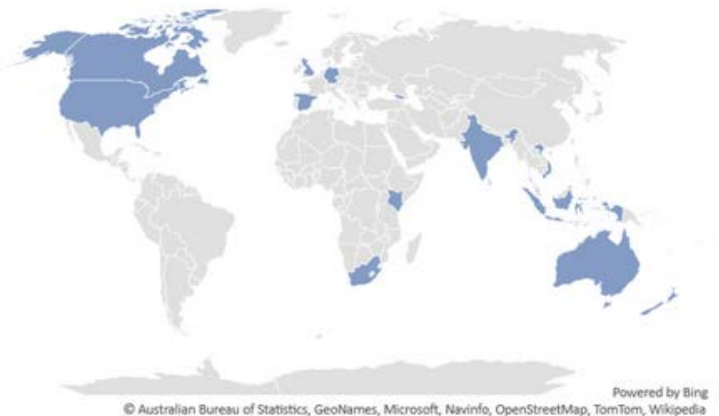 Powered by Bing
© Australian Bureau of Statistics, GeoNames, Microsoft, Navinfo, OpenStreetMap, TomTom, Wikipedia